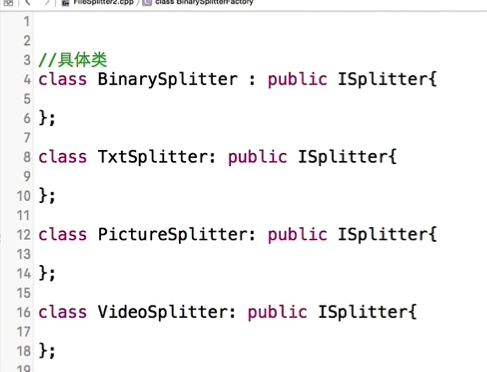 FileSplitter2.cpp class BinarySplitterFactory
1
2
3 //具体类
4 class BinarySplitter : public ISplitter{
5
6 };
7
8 class TxtSplitter: public ISplitter{
9
10 };
11
12 class PictureSplitter: public ISplitter{
13
14 };
15
16 class VideoSplitter: public ISplitter{
17
18 };
19